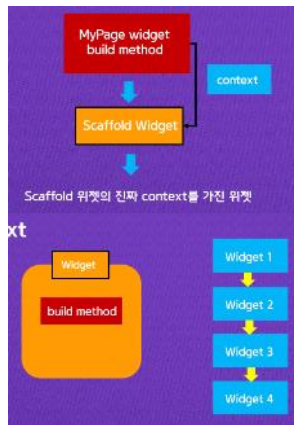 MyPage widget
build method
context
Scaffold Widget
Scaffold 위젯의 진짜 context를 가진 위젯
xt
Widget
build method
Widget 1
Widget 2
Widget 3
Widget 4